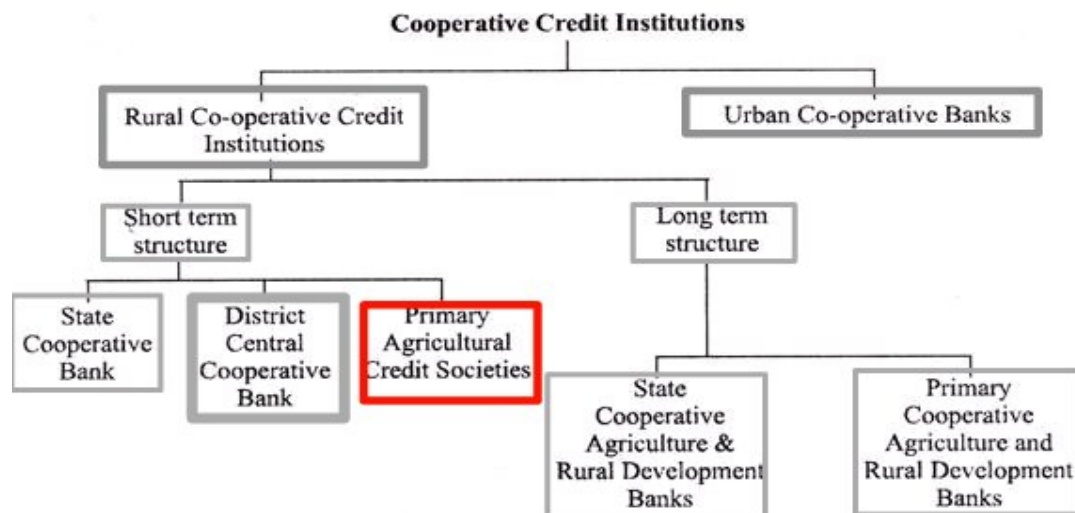 Cooperative Credit Institutions
Rural Co-operative Credit
Institutions
Urban Co-operative Banks
Short term
structure
Long term
structure
State
Cooperative
Bank
District
Central
Cooperative
Bank
Primary
Agricultural
Credit Societies
State
Cooperative
Agriculture &
Rural Development
Banks
Primary
Cooperative
Agriculture and
Rural Development
Banks